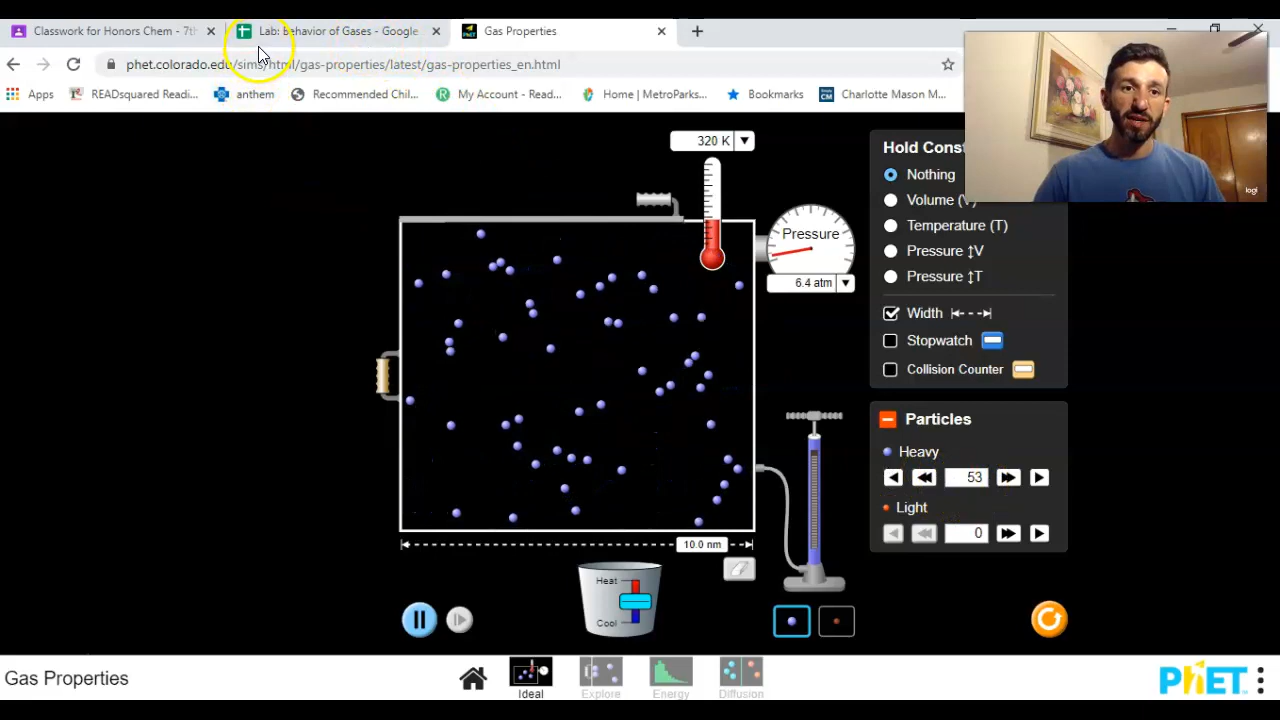 Classwork for Honors Chem - 7th
Lab: Behavior of Gases - Google
Gas Properties
phet.colorado.edu/sims/html/gas-properties/latest/gas-properties_en.html
Apps
READsquared Readi...
anthem
Recommended Chil...
My Account - Read...
Home | MetroParks...
Bookmarks
Charlotte Mason M...
320 K
Pressure
6.4 atm
Hold Const
Nothing
Volume (V)
Temperature (T)
Pressure ↕V
Pressure ↕T
Width
Stopwatch
Collision Counter
Particles
Heavy
53
Light
0
10.0 nm
Heat
Cool
Gas Properties
Ideal
Explore
Energy
Diffusion
PhET
logi